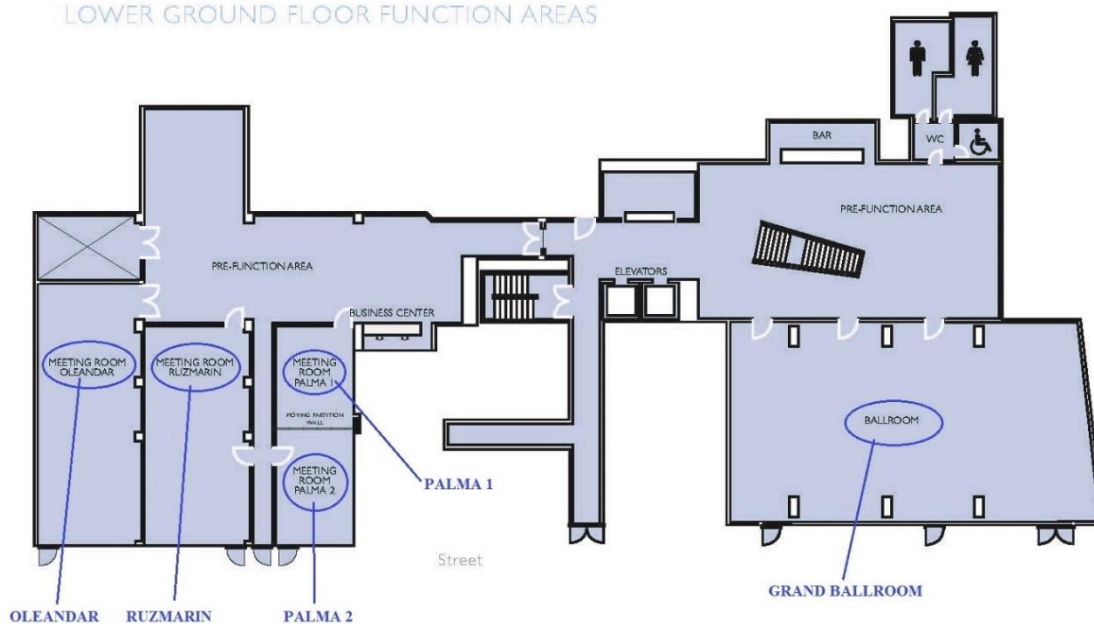 LOWER GROUND FLOOR FUNCTION AREAS
BAR
WC
PRE-FUNCTION AREA
PRE-FUNCTION AREA
ELEVATORS
BUSINESS CENTER
MEETING ROOM
OLEANDAR
MEETING ROOM
RUZMARIN
MEETING
ROOM
PALMA 1
MOVING PARTITION
WALL
MEETING
ROOM
PALMA 2
BALLROOM
PALMA 1
Street
GRAND BALLROOM
OLEANDAR
RUZMARIN
PALMA 2